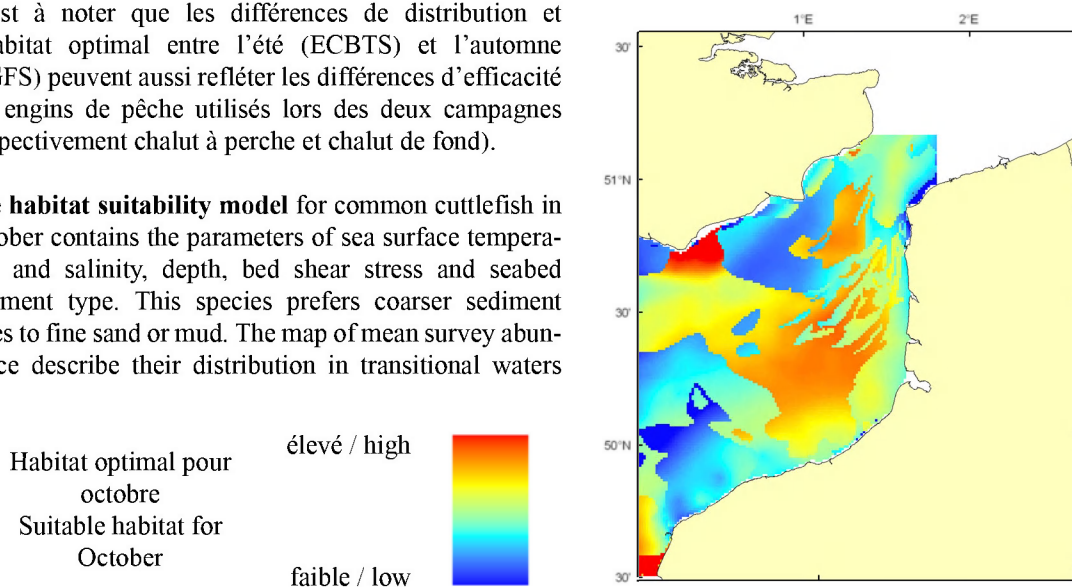 st à noter que les différences de distribution et
abitat optimal entre l'été (ECBTS) et l'automne
GFS) peuvent aussi refléter les différences d'efficacité
engins de pêche utilisés lors des deux campagnes
spectivement chalut à perche et chalut de fond).
e habitat suitability model for common cuttlefish in
tober contains the parameters of sea surface tempera-
and salinity, depth, bed shear stress and seabed
iment type. This species prefers coarser sediment
es to fine sand or mud. The map of mean survey abun-
ce describe their distribution in transitional waters
Habitat optimal pour
octobre
Suitable habitat for
October
élevé / high
faible / low
1°E
2°E
30'
51°N
30'
50°N
30'